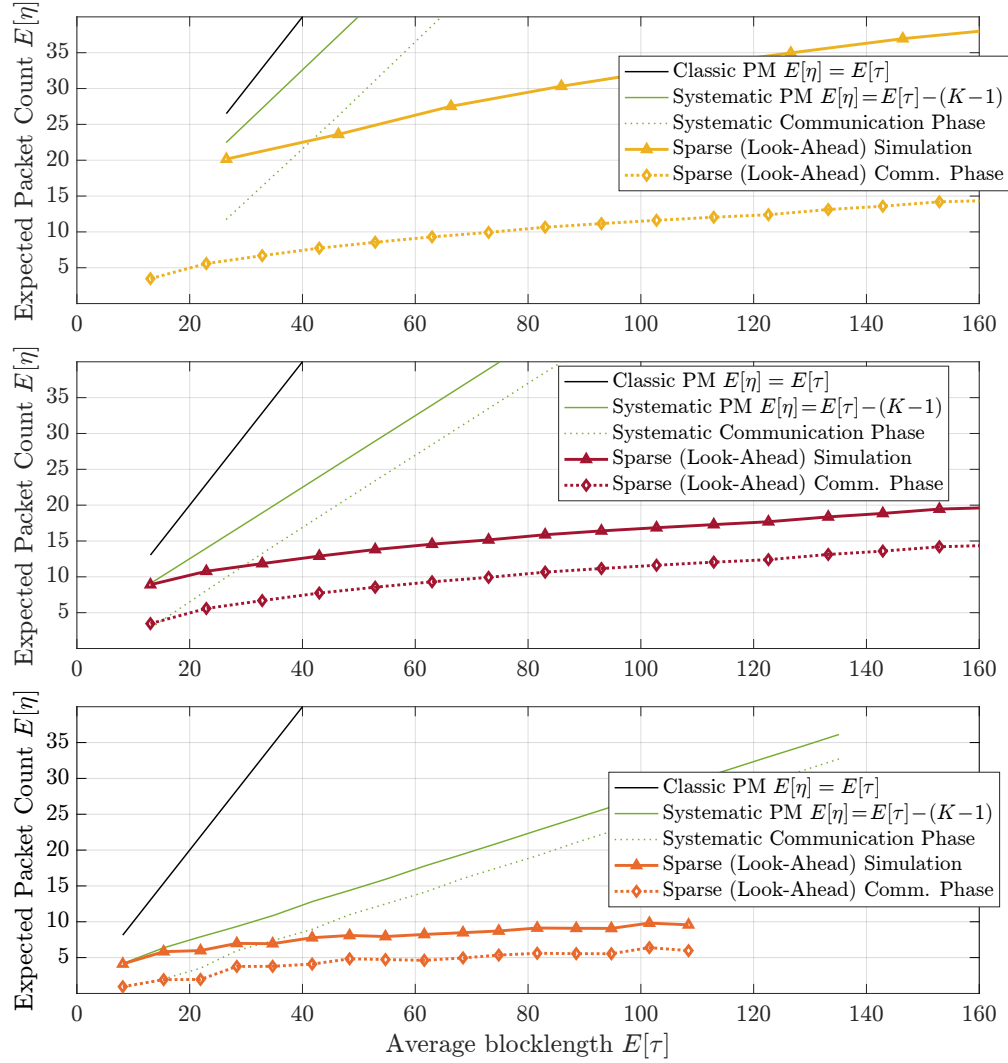 Expected Packet Count E[η]
35
30
25
20
15
10
5
0
20
40
60
80
100
120
140
160
Classic PM E[η] = E[τ]
Systematic PM E[η]=E[τ]−(K−1)
Systematic Communication Phase
Sparse (Look-Ahead) Simulation
Sparse (Look-Ahead) Comm. Phase
Expected Packet Count E[η]
35
30
25
20
15
10
5
0
20
40
60
80
100
120
140
160
Classic PM E[η] = E[τ]
Systematic PM E[η]=E[τ]−(K−1)
Systematic Communication Phase
Sparse (Look-Ahead) Simulation
Sparse (Look-Ahead) Comm. Phase
Expected Packet Count E[η]
35
30
25
20
15
10
5
0
20
40
60
80
100
120
140
160
Classic PM E[η] = E[τ]
Systematic PM E[η]=E[τ]−(K−1)
Systematic Communication Phase
Sparse (Look-Ahead) Simulation
Sparse (Look-Ahead) Comm. Phase
Average blocklength E[τ]